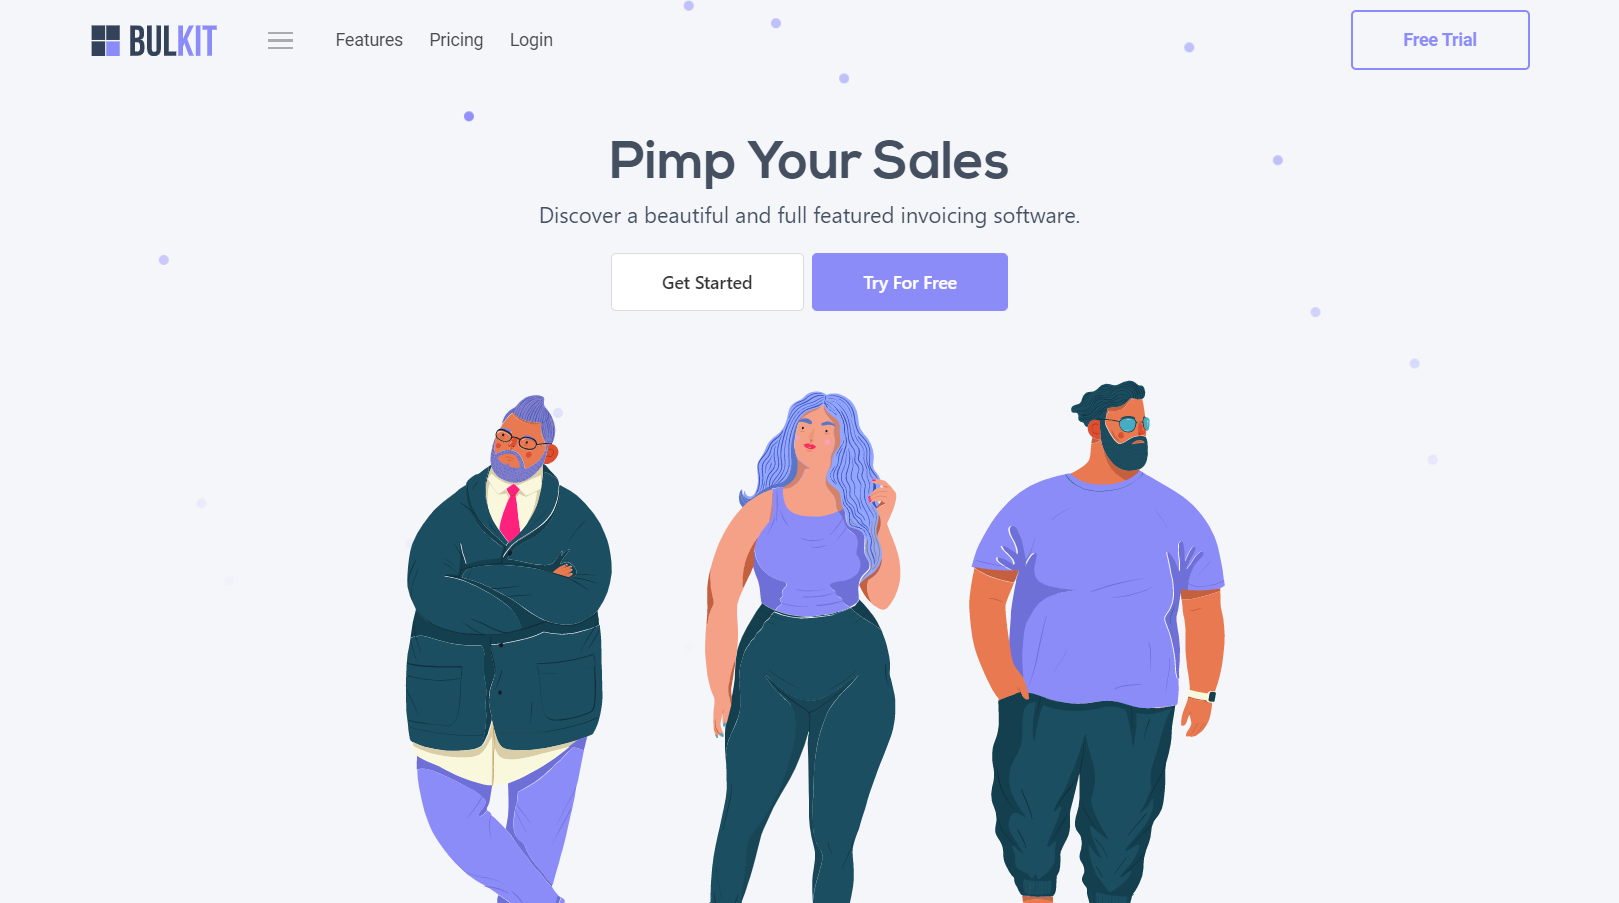 BULKIT
Features Pricing Login
Free Trial
Pimp Your Sales
Discover a beautiful and full featured invoicing software.
Get Started
Try For Free